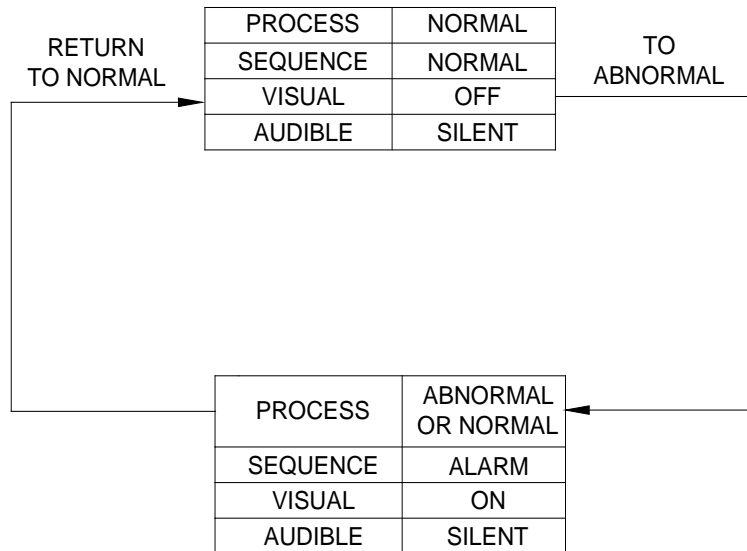 RETURN
TO NORMAL
PROCESS NORMAL
SEQUENCE NORMAL
VISUAL OFF
AUDIBLE SILENT
TO
ABNORMAL
PROCESS ABNORMAL
OR NORMAL
SEQUENCE ALARM
VISUAL ON
AUDIBLE SILENT